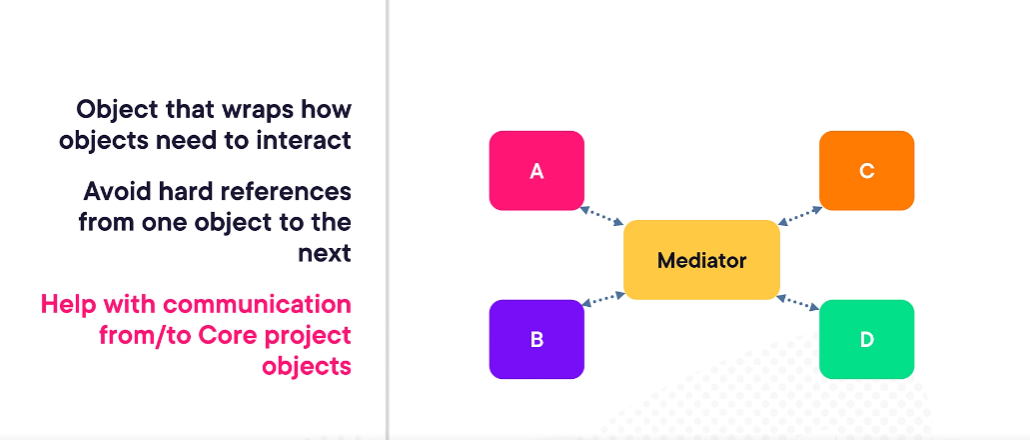 Object that wraps how
objects need to interact
Avoid hard references
from one object to the
next
Help with communication
from/to Core project
objects
A
C
Mediator
B
D